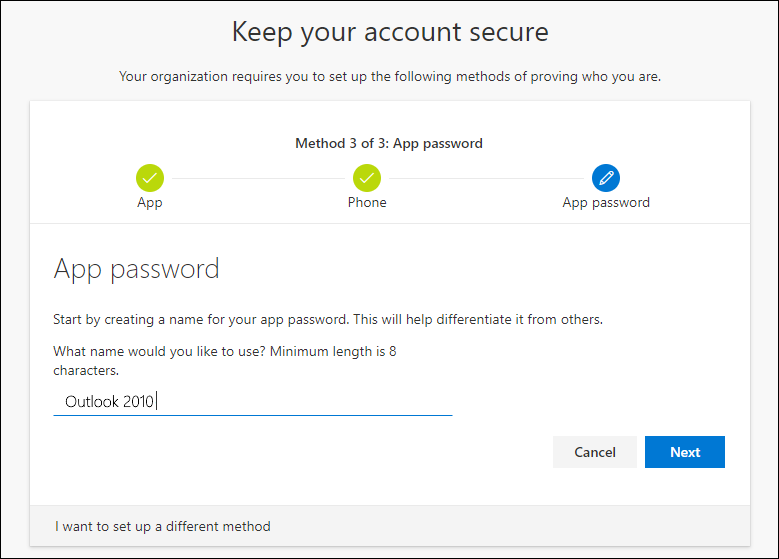 Keep your account secure
Your organization requires you to set up the following methods of proving who you are.
Method 3 of 3: App password
App
Phone
App password
App password
Start by creating a name for your app password. This will help differentiate it from others.
What name would you like to use? Minimum length is 8
characters.
Outlook 2010
Cancel
Next
I want to set up a different method